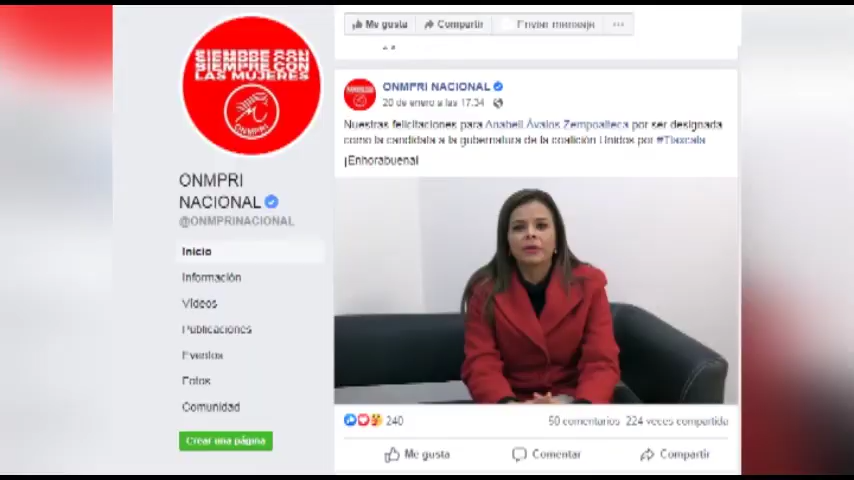 Me gusta Compartir Enviar mensaje ...
SIEMPRE CON
SIEMPRE CON
LAS MUJERES
ONMPRI
ONMPRI
NACIONAL
@ONMPRINACIONAL
Inicio
Información
Videos
Publicaciones
Eventos
Fotos
Comunidad
Crear una página
ONMPRI NACIONAL
20 de enero a las 17:34
Nuestras felicitaciones para Anabell Ávalos Zempoalteca por ser designada
como la candidata a la gubernatura de la coalición Unidos por #Tlaxcala
¡Enhorabuena!
240 50 comentarios 224 veces compartida
Me gusta Comentar Compartir